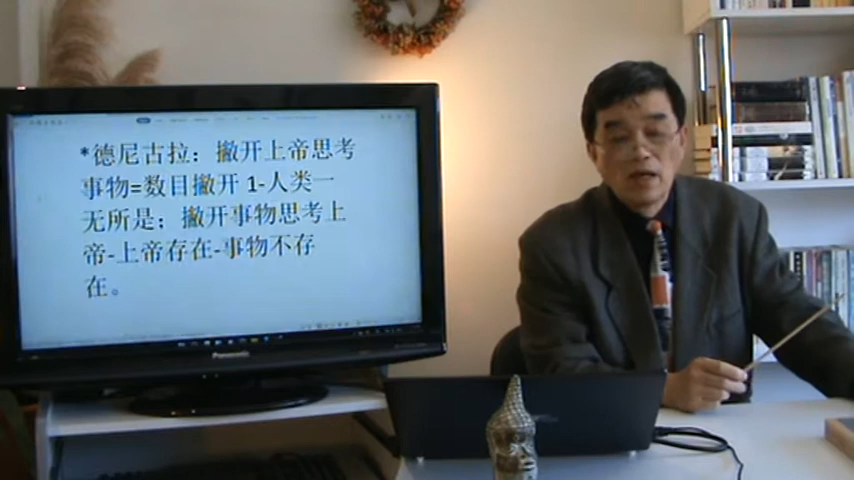 *德尼古拉：撇开上帝思考
事物=数目撇开 1-人类一
无所是；撇开事物思考上
帝-上帝存在-事物不存
在。
Panasonic